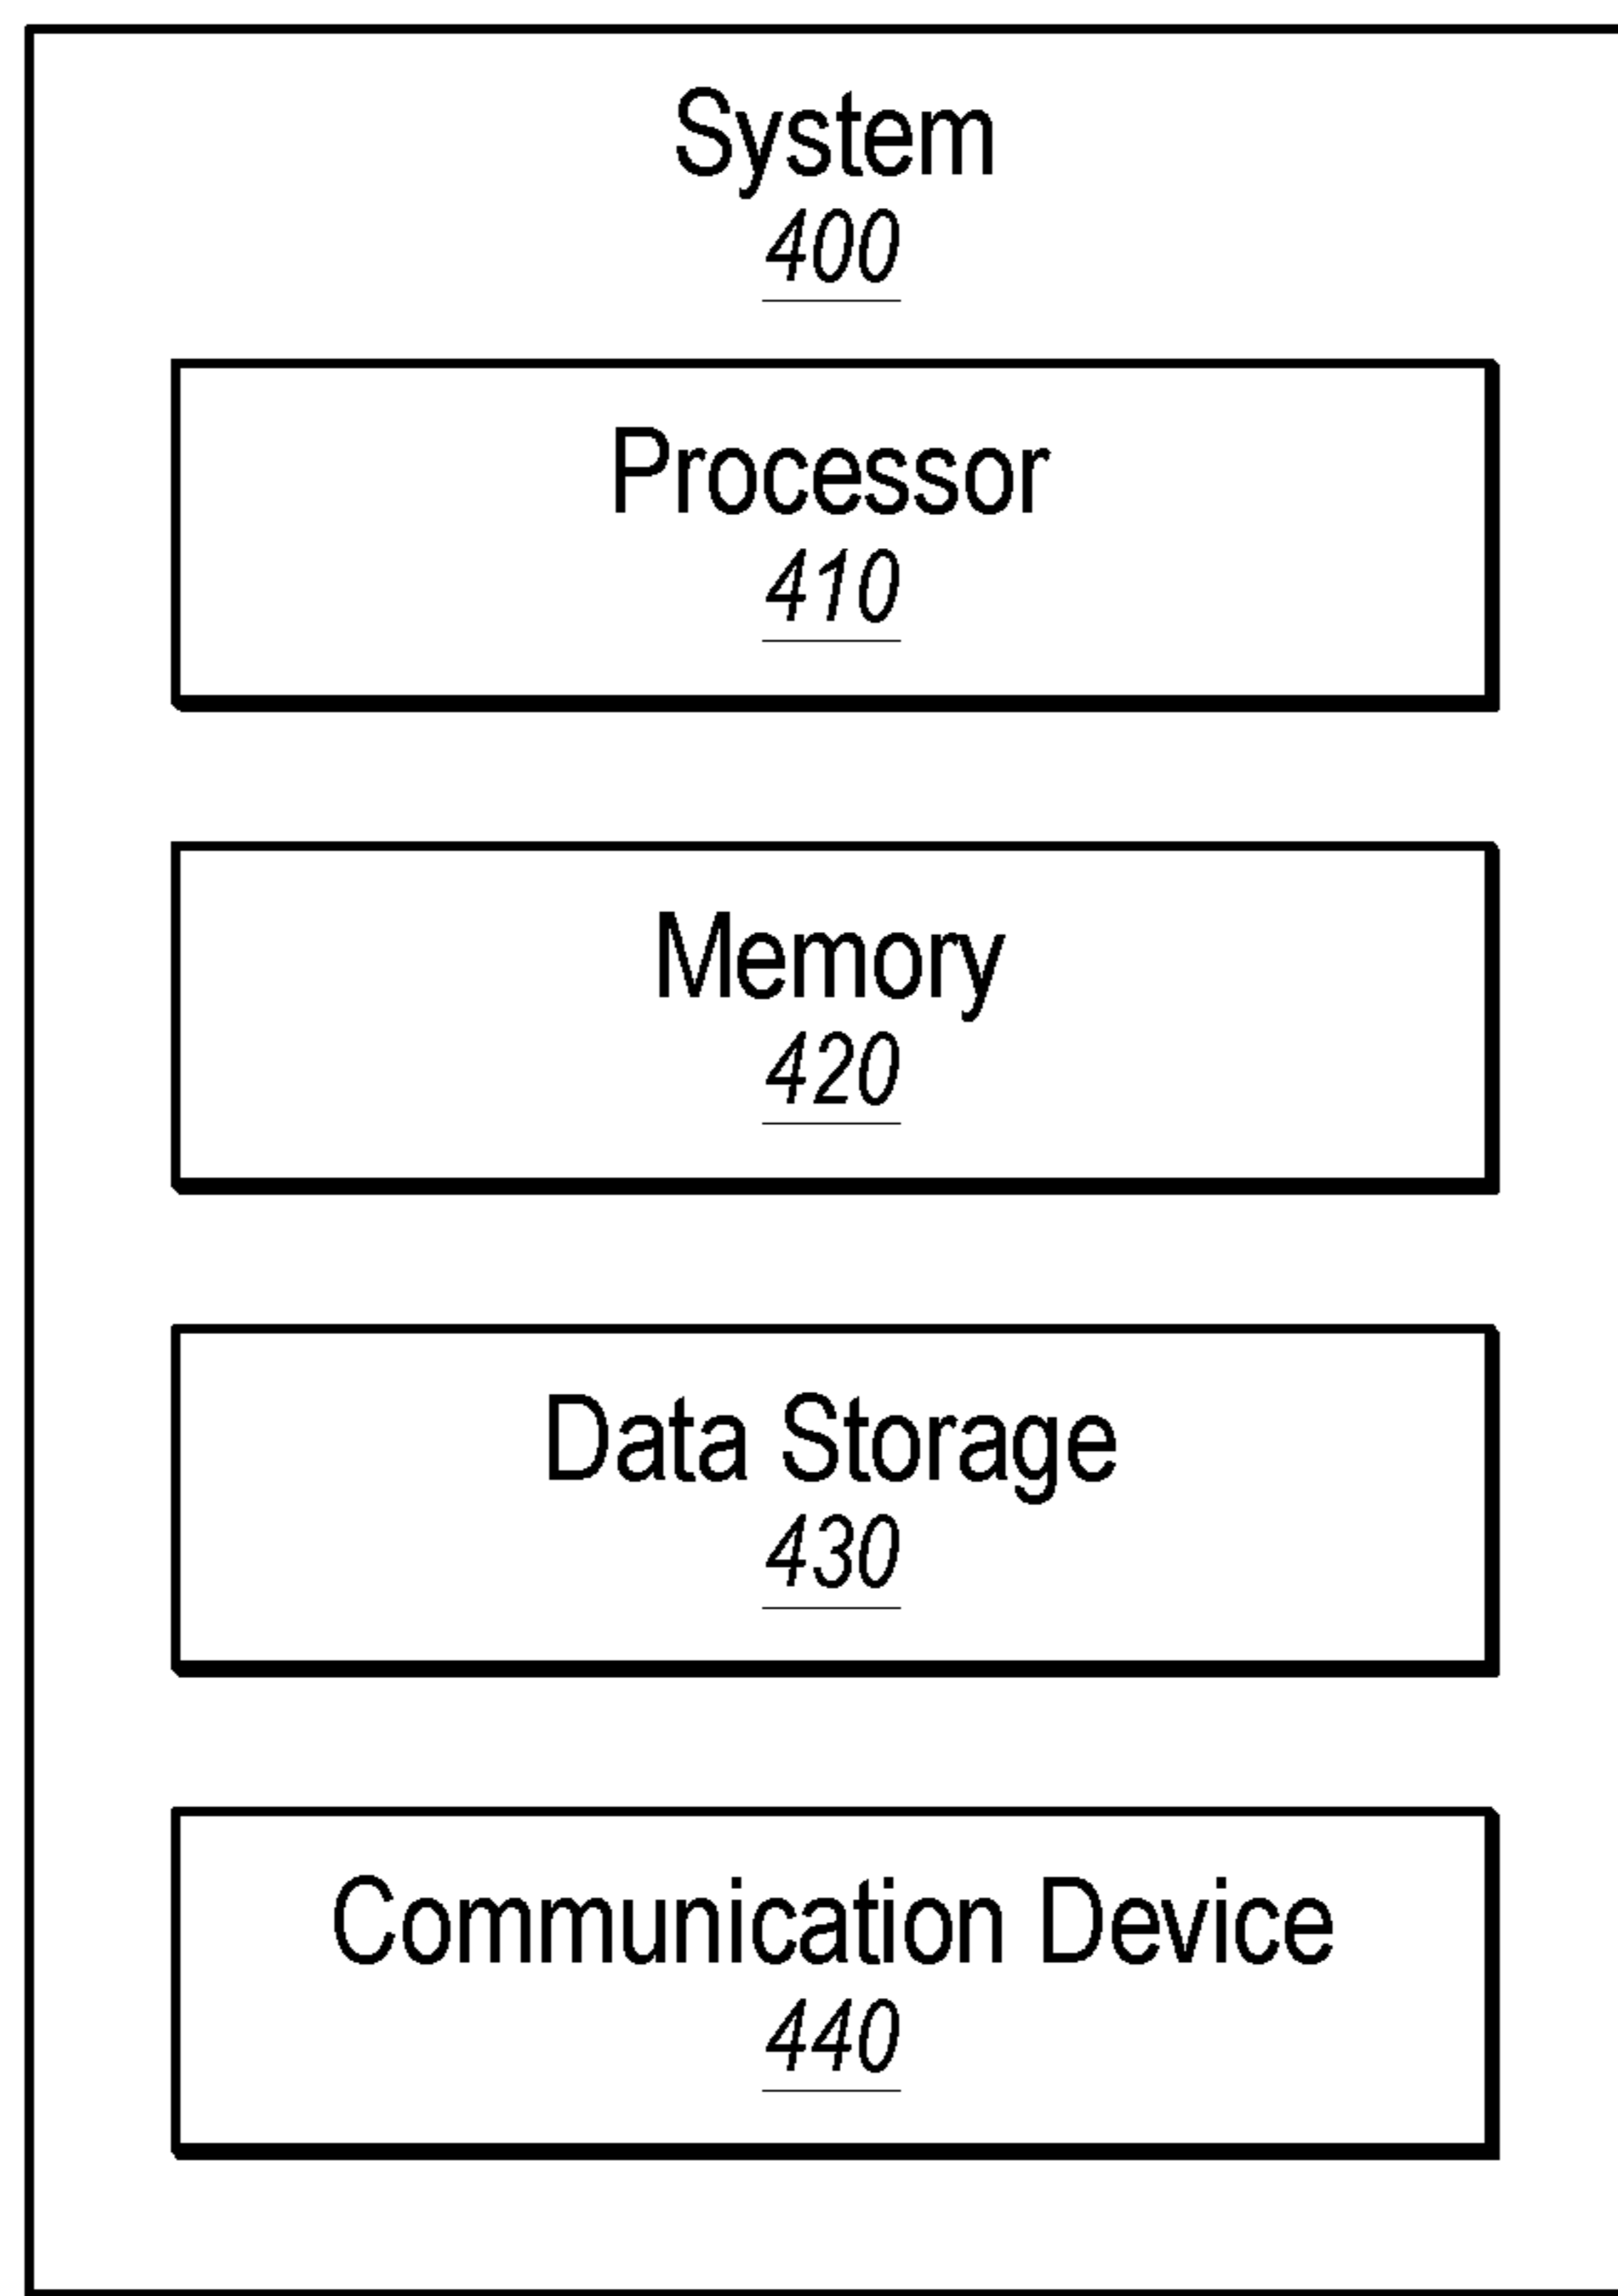 System
400
Processor
410
Memory
420
Data Storage
430
Communication Device
440